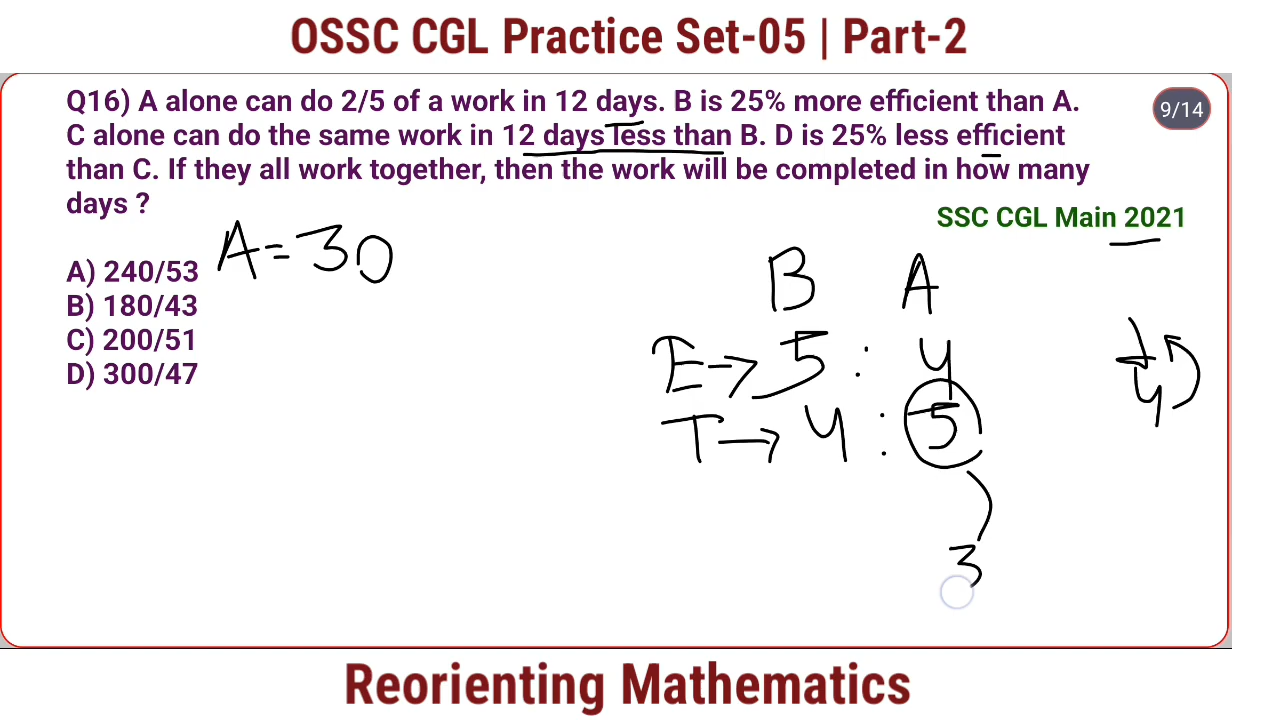 OSSC CGL Practice Set-05 | Part-2
Q16) A alone can do 2/5 of a work in 12 days. B is 25% more efficient than A.
C alone can do the same work in 12 days less than B. D is 25% less efficient
than C. If they all work together, then the work will be completed in how many
days ?
9/14
SSC CGL Main 2021
A = 30
A) 240/53
B) 180/43
C) 200/51
D) 300/47
B A
E → 5 : 4
T → 4 : 5
3
Reorienting Mathematics